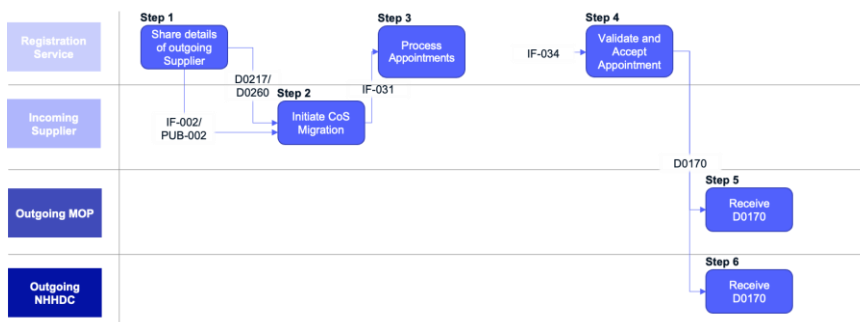 Step 1
Step 3
Step 4
Registration
Service
Share details
of outgoing
Supplier
Process
Appointments
IF-034
Validate and
Accept
Appointment
D0217/
D0260
Step 2
IF-031
Incoming
Supplier
IF-002/
PUB-002
Initiate CoS
Migration
D0170
Step 5
Outgoing MOP
Receive
D0170
Step 6
Outgoing
NHHDC
Receive
D0170